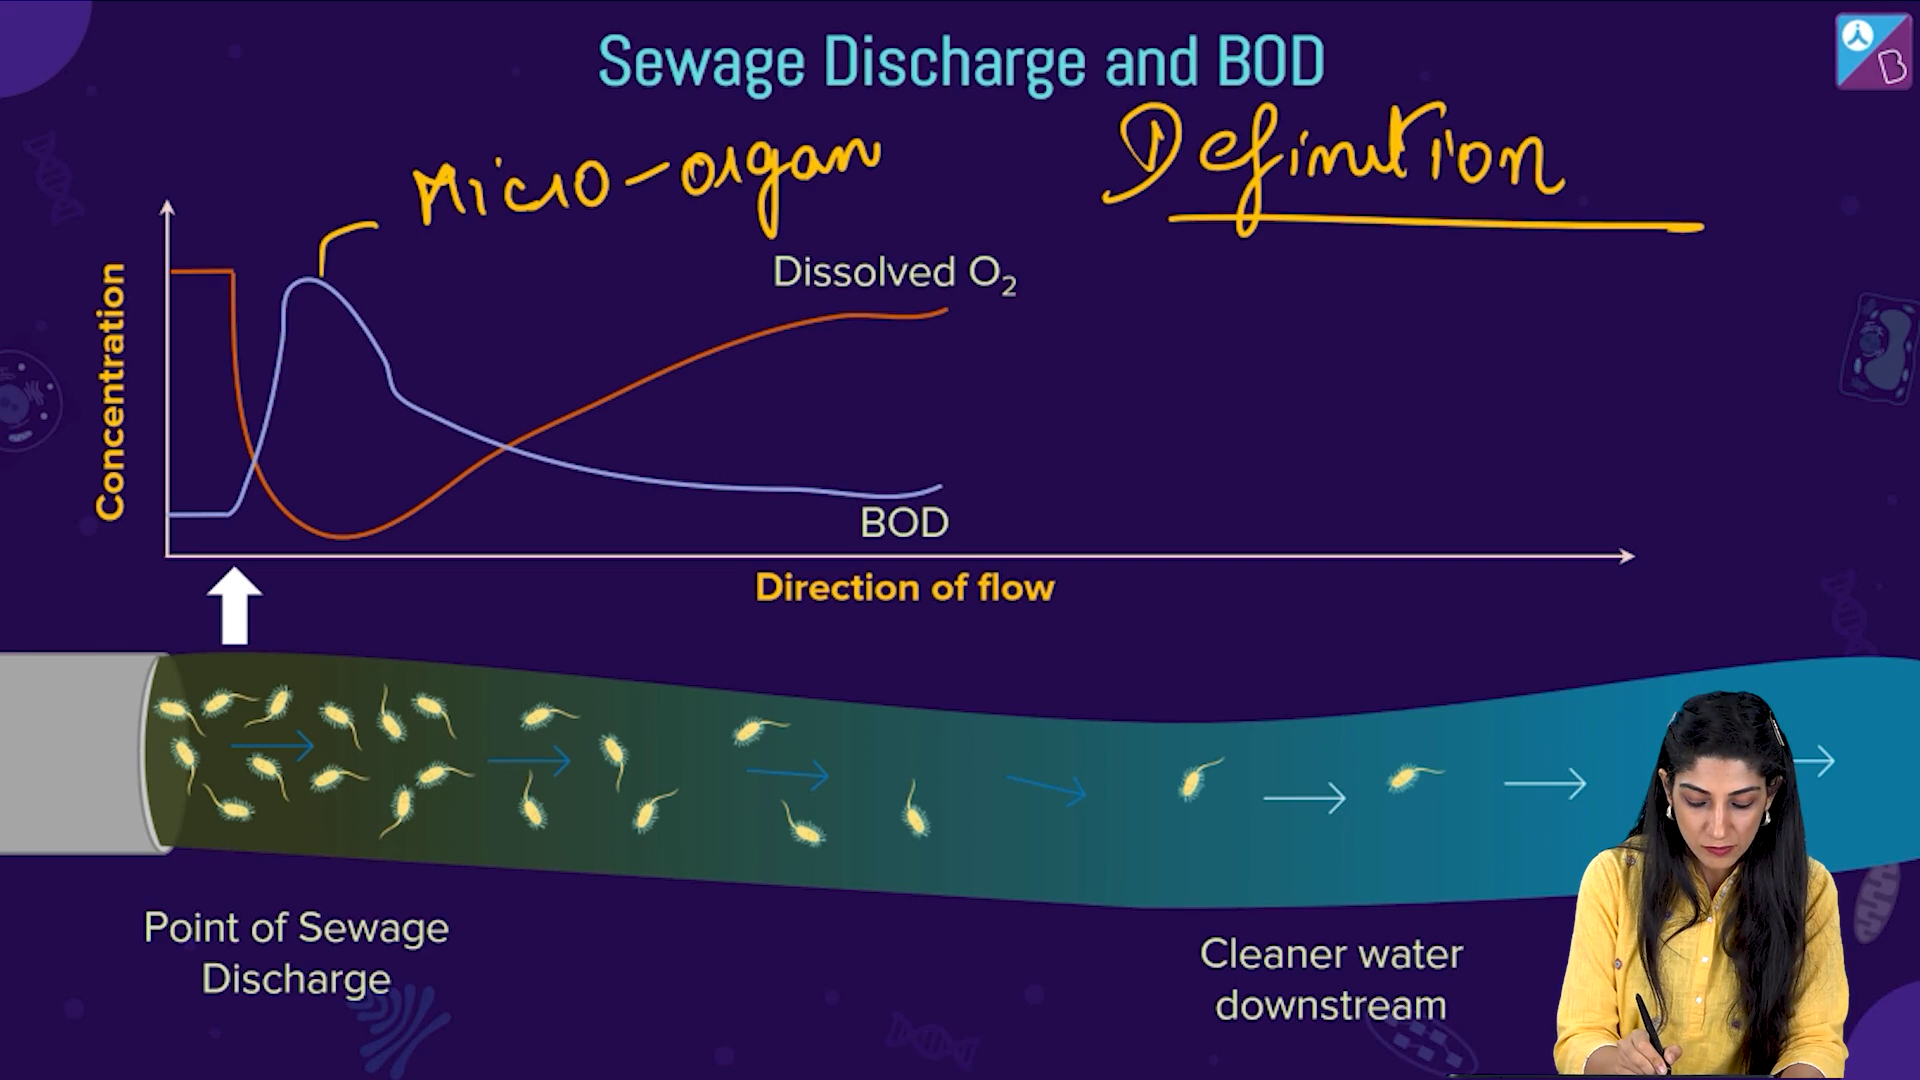 Sewage Discharge and BOD
Micro-organ
Definition
Dissolved O₂
Concentration
BOD
Direction of flow
Point of Sewage
Discharge
Cleaner water
downstream
B